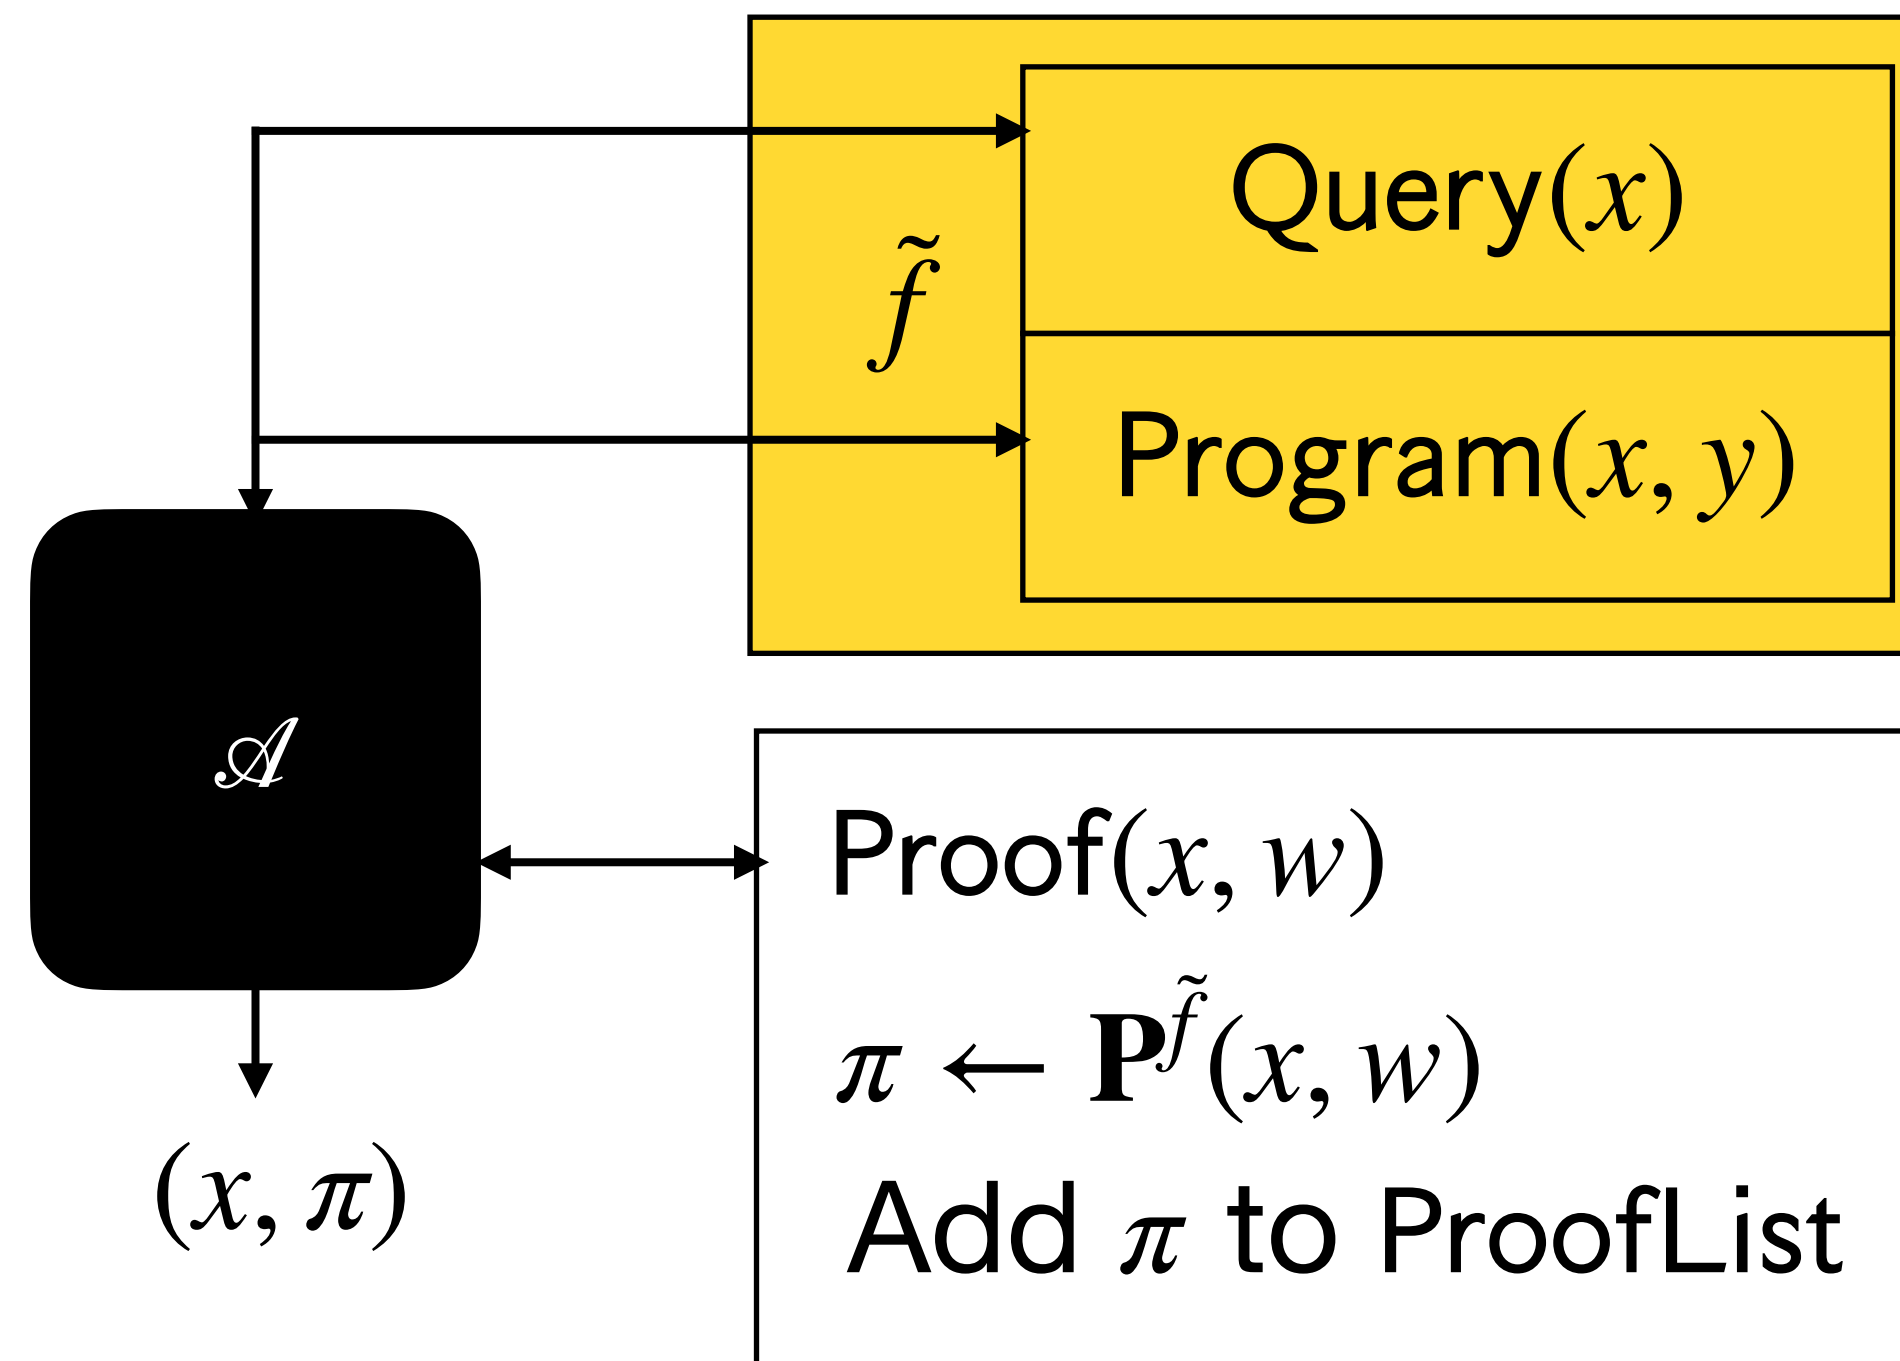 Query(x)
f̃
Program(x, y)
𝒜
Proof(x, w)
π ← P^f̃(x, w)
(x, π)
Add π to ProofList